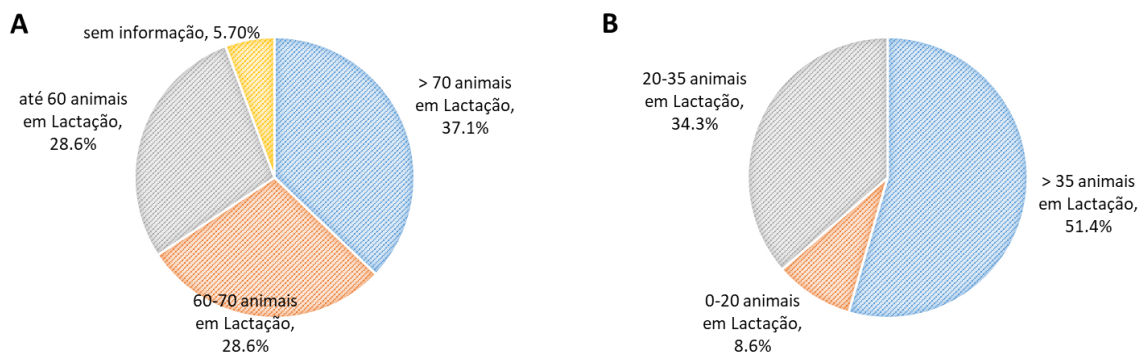 A
sem informação, 5.70%
> 70 animais
em Lactação,
37.1%
até 60 animais
em Lactação,
28.6%
60-70 animais
em Lactação,
28.6%
B
20-35 animais
em Lactação,
34.3%
> 35 animais
em Lactação,
51.4%
0-20 animais
em Lactação,
8.6%